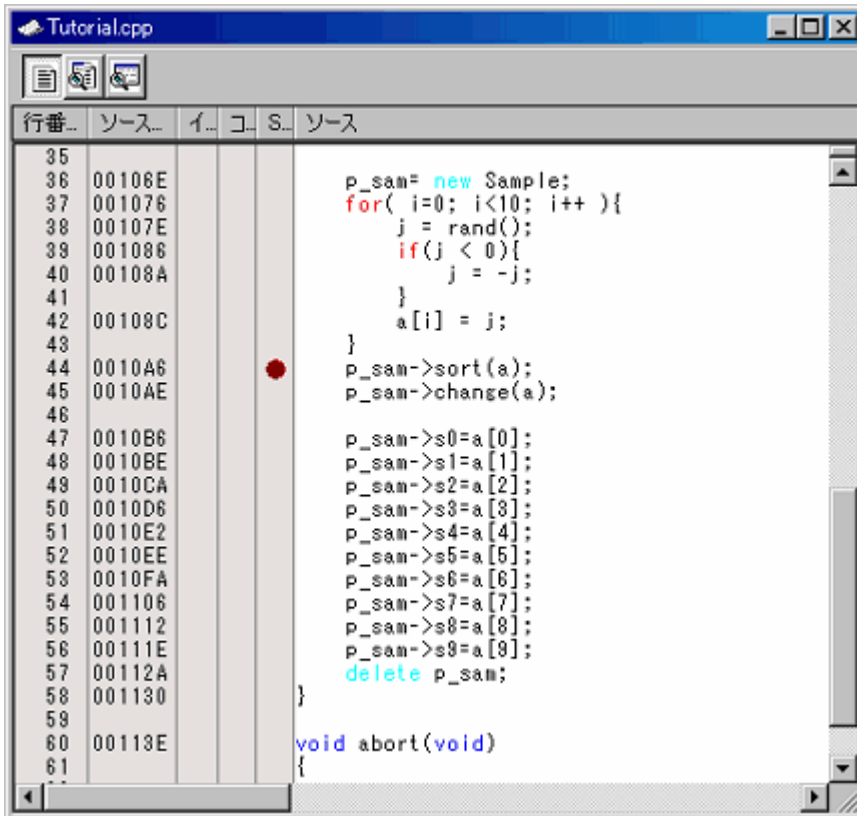 Tutorial.cpp
行番... ソース... イ... コ... S... ソース
35
36 00106E p_sam= new Sample;
37 001076 for( i=0; i<10; i++ ){
38 00107E j = rand();
39 001086 if(j < 0){
40 00108A j = -j;
41 }
42 00108C a[i] = j;
43 }
44 0010A6 p_sam->sort(a);
45 0010AE p_sam->change(a);
46
47 0010B6 p_sam->s0=a[0];
48 0010BE p_sam->s1=a[1];
49 0010CA p_sam->s2=a[2];
50 0010D6 p_sam->s3=a[3];
51 0010E2 p_sam->s4=a[4];
52 0010EE p_sam->s5=a[5];
53 0010FA p_sam->s6=a[6];
54 001106 p_sam->s7=a[7];
55 001112 p_sam->s8=a[8];
56 00111E p_sam->s9=a[9];
57 00112A delete p_sam;
58 001130 }
59
60 00113E void abort(void)
61 {